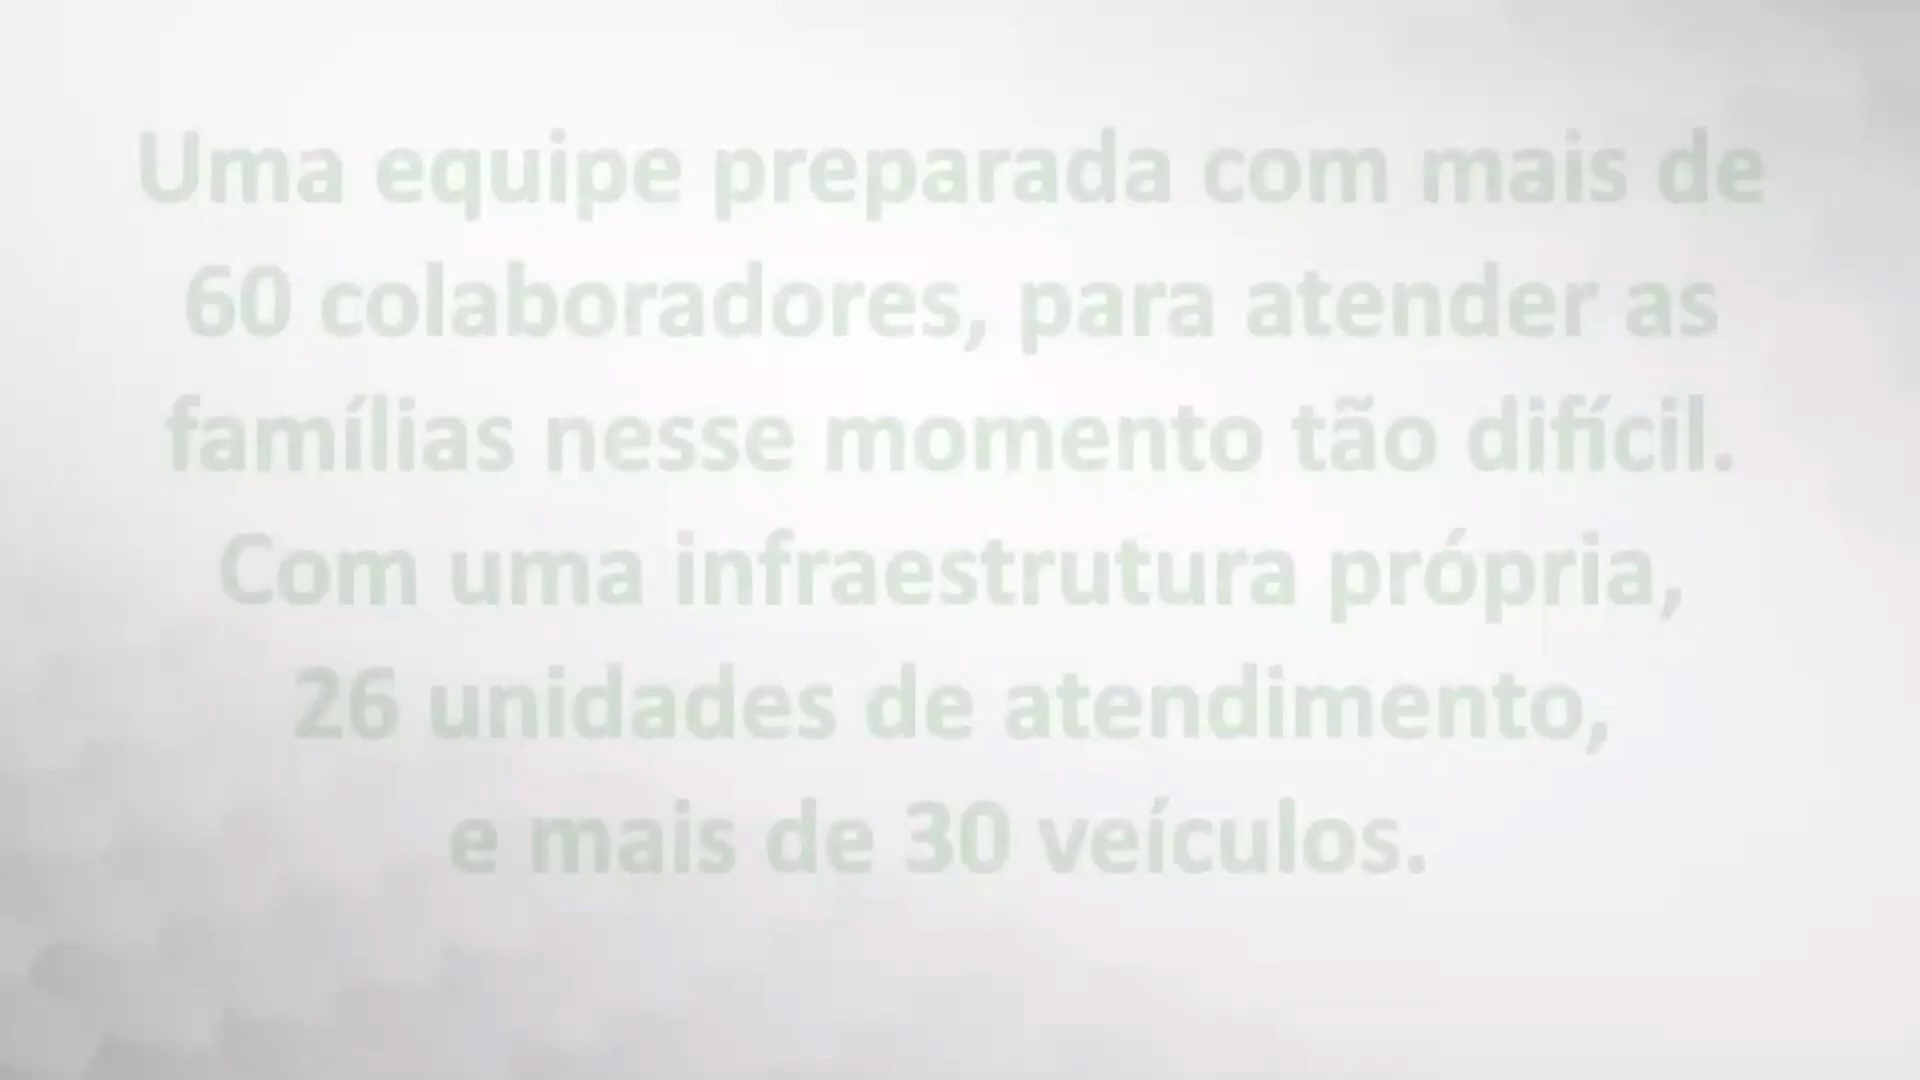 Uma equipe preparada com mais de
60 colaboradores, para atender as
famílias nesse momento tão difícil.
Com uma infraestrutura própria,
26 unidades de atendimento,
e mais de 30 veículos.